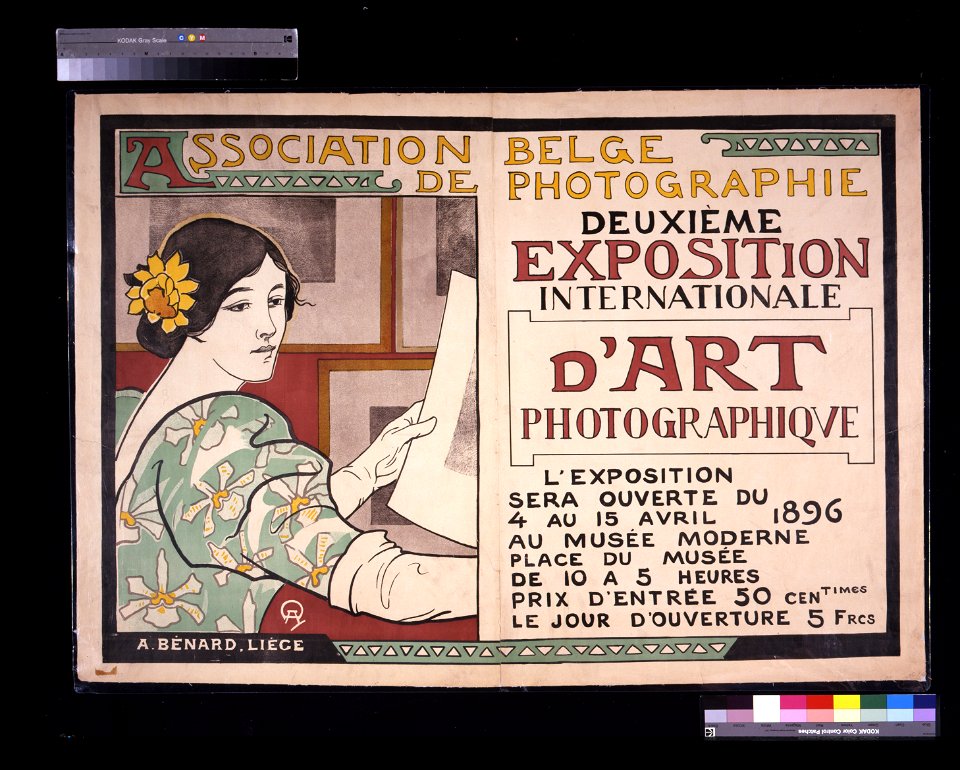 KODAK Gray Scale C Y M
ASSOCIATION BELGE
DE PHOTOGRAPHIE
DEUXIÈME
EXPOSITION
INTERNATIONALE
D'ART
PHOTOGRAPHIQVE
L'EXPOSITION
SERA OUVERTE DU
4 AU 15 AVRIL 1896
AU MUSÉE MODERNE
PLACE DU MUSÉE
DE 10 A 5 HEURES
PRIX D'ENTRÉE 50 CENTIMES
LE JOUR D'OUVERTURE 5 FRCS
A. BÉNARD, LIÉGE
KODAK Color Control Patches